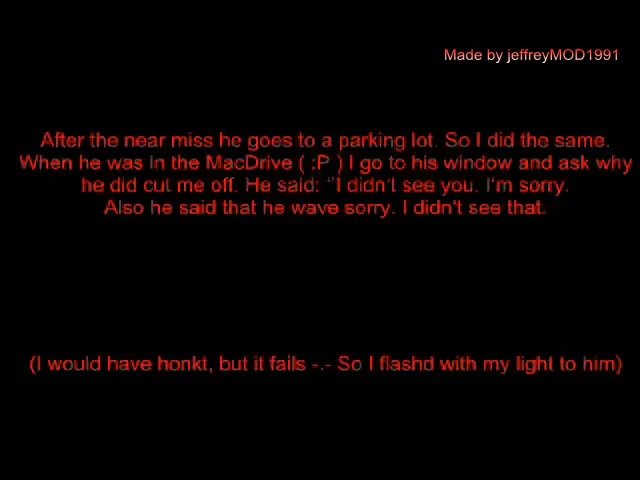 Made by jeffreyMOD1991
After the near miss he goes to a parking lot. So I did the same.
When he was in the MacDrive ( :P ) I go to his window and ask why
he did cut me off. He said: ''I didn't see you. I'm sorry.
Also he said that he wave sorry. I didn't see that.
(I would have honkt, but it fails -.- So I flashd with my light to him)